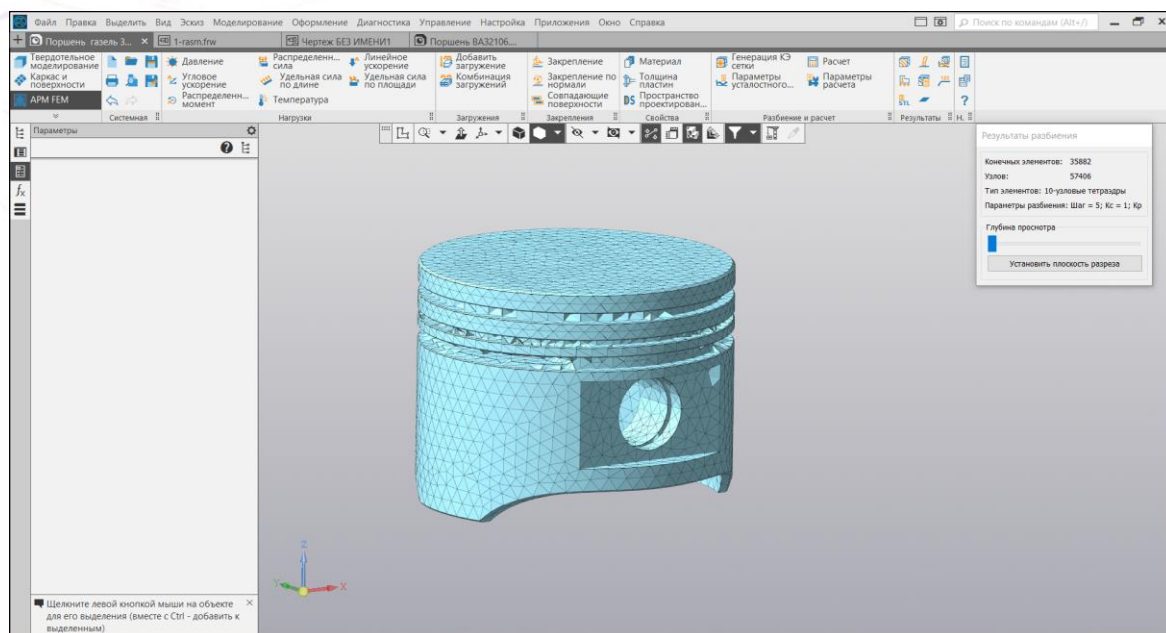 Файл Правка Выделить Вид Эскиз Моделирование Оформление Диагностика Управление Настройка Приложения Окно Справка
Поиск по командам (Alt+/)
Поршень газель 3...
1-rasm.frw
Чертеж БЕЗ ИМЕНИ1
Поршень ВАЗ2106...
Твердотельное моделирование
Каркас и поверхности
APM FEM
Системная
Давление
Угловое ускорение
Распределенн... момент
Распределенн... сила
Удельная сила по длине
Температура
Линейное ускорение
Удельная сила по площади
Нагрузки
Добавить загружение
Комбинация загружений
Загружения
Закрепление
Закрепление по нормали
Совпадающие поверхности
Закрепления
Материал
Толщина пластин
Пространство проектирован...
Свойства
Генерация КЭ сетки
Параметры усталостного...
Расчет
Параметры расчета
Разбиение и расчет
Результаты
Н.
Параметры
Результаты разбиения
Конечных элементов: 35882
Узлов: 57406
Тип элементов: 10-узловые тетраэдры
Параметры разбиения: Шаг = 5; Кс = 1; Кр
Глубина просмотра
Установить плоскость разреза
Z
Y
X
Щелкните левой кнопкой мыши на объекте
для его выделения (вместе с Ctrl - добавить к
выделенным)